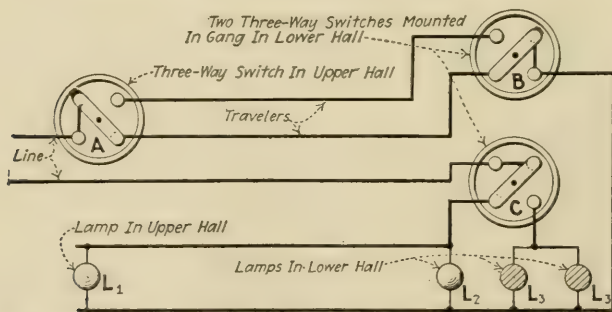 Two Three-Way Switches Mounted
In Gang In Lower Hall
Three-Way Switch In Upper Hall
B
A
Travelers
Line
C
Lamp In Upper Hall
Lamps In Lower Hall
L1
L2
L3
L3